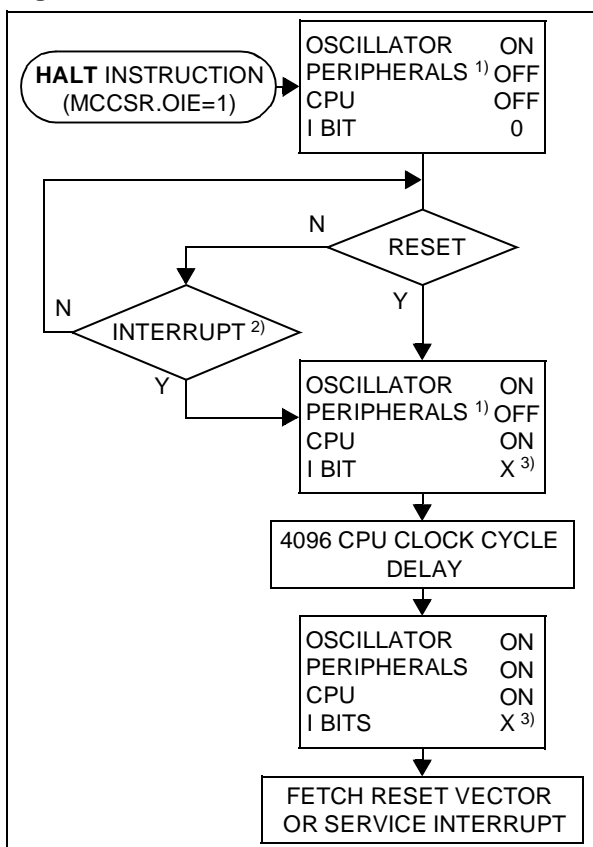 HALT INSTRUCTION
(MCCSR.OIE=1)
OSCILLATOR ON
PERIPHERALS 1) OFF
CPU OFF
I BIT 0
N
RESET
Y
N
INTERRUPT 2)
Y
OSCILLATOR ON
PERIPHERALS 1) OFF
CPU ON
I BIT X 3)
4096 CPU CLOCK CYCLE
DELAY
OSCILLATOR ON
PERIPHERALS ON
CPU ON
I BITS X 3)
FETCH RESET VECTOR
OR SERVICE INTERRUPT